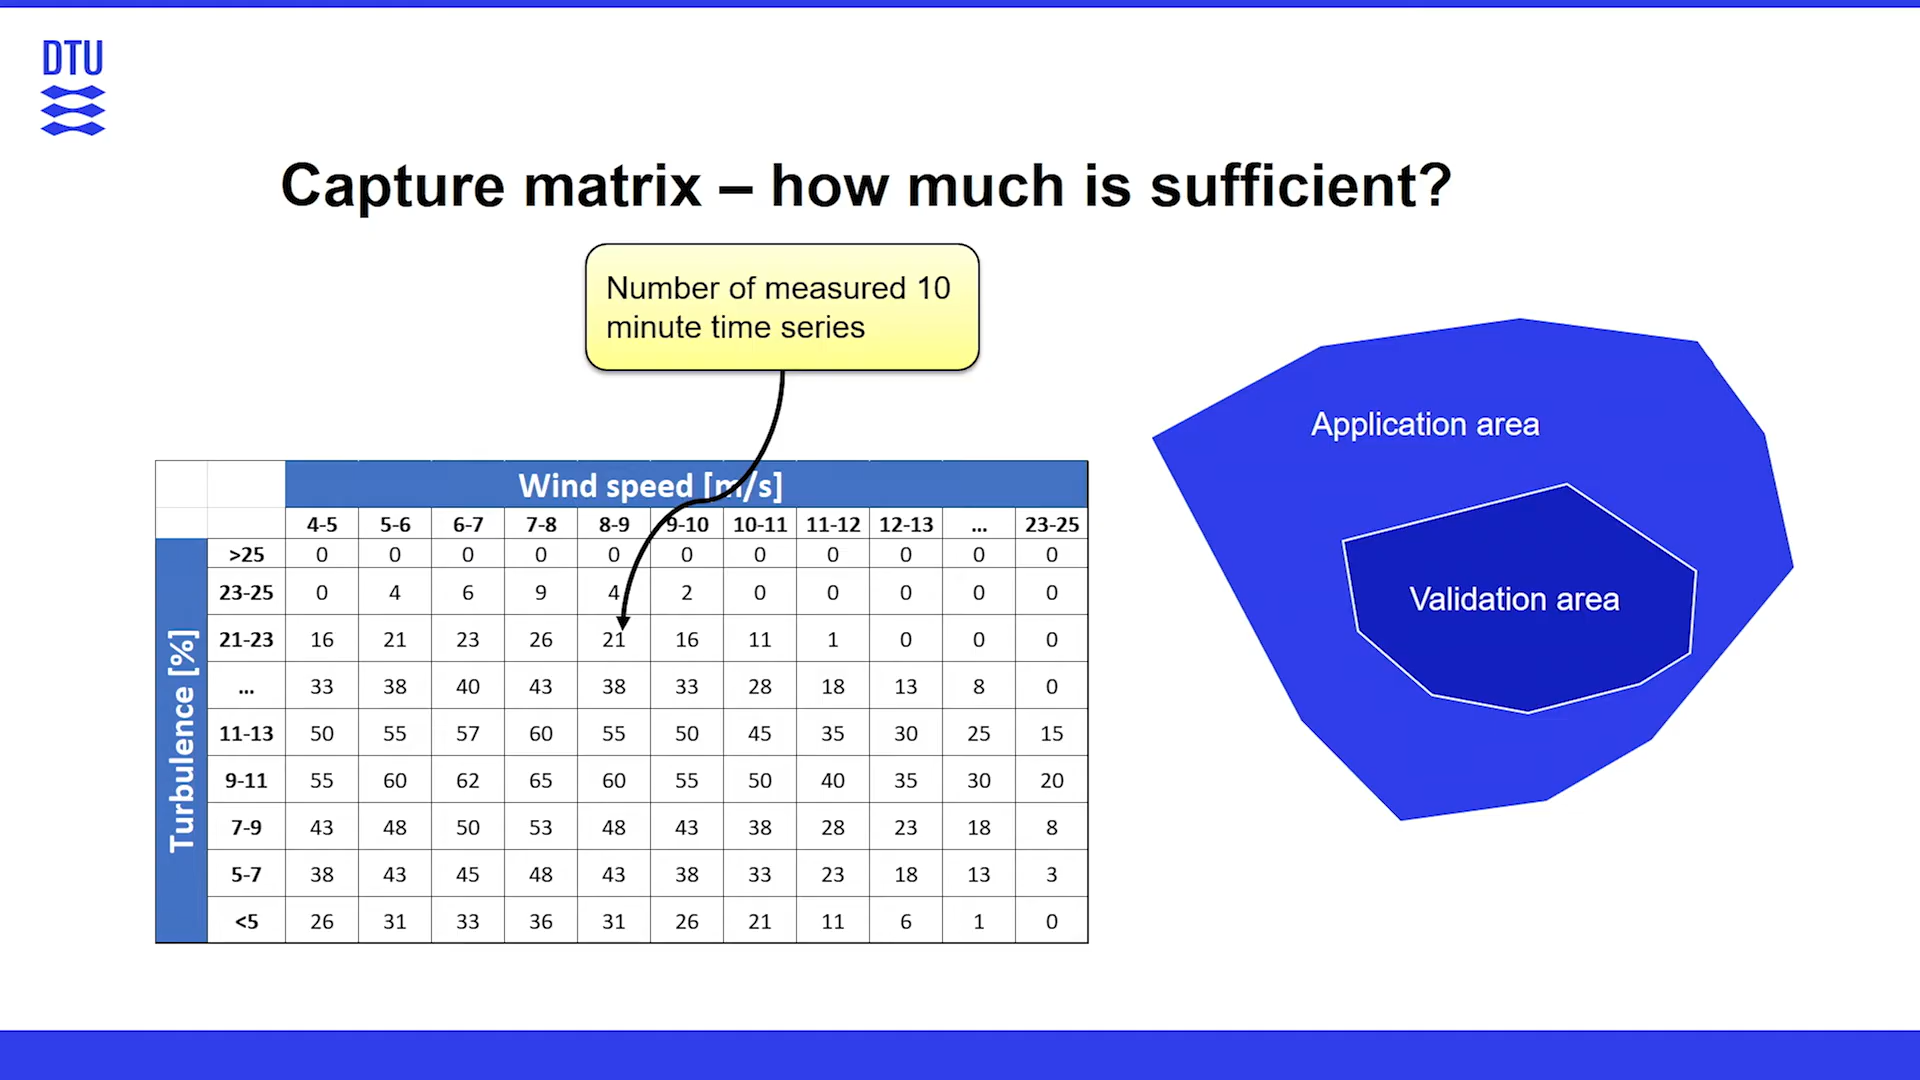 DTU
Capture matrix – how much is sufficient?
Number of measured 10
minute time series
Application area
Validation area
Wind speed [m/s]
4-5 5-6 6-7 7-8 8-9 9-10 10-11 11-12 12-13 ... 23-25
Turbulence [%]
>25 0 0 0 0 0 0 0 0 0 0 0
23-25 0 4 6 9 4 2 0 0 0 0 0
21-23 16 21 23 26 21 16 11 1 0 0 0
... 33 38 40 43 38 33 28 18 13 8 0
11-13 50 55 57 60 55 50 45 35 30 25 15
9-11 55 60 62 65 60 55 50 40 35 30 20
7-9 43 48 50 53 48 43 38 28 23 18 8
5-7 38 43 45 48 43 38 33 23 18 13 3
<5 26 31 33 36 31 26 21 11 6 1 0